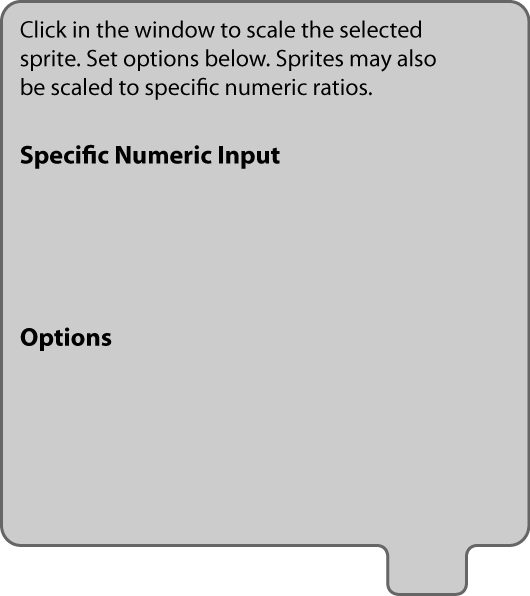 Click in the window to scale the selected
sprite. Set options below. Sprites may also
be scaled to specific numeric ratios.
Specific Numeric Input
Options